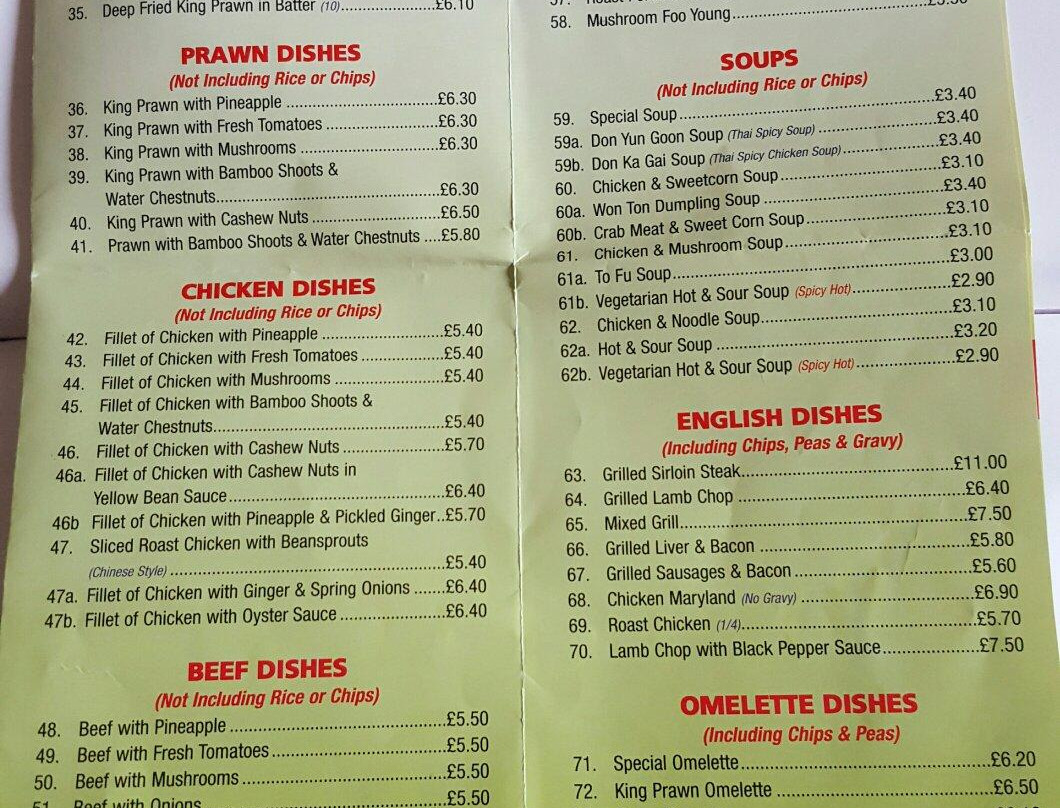 35. Deep Fried King Prawn in Batter (10)....£6.10
PRAWN DISHES
(Not Including Rice or Chips)
36. King Prawn with Pineapple ....£6.30
37. King Prawn with Fresh Tomatoes ....£6.30
38. King Prawn with Mushrooms ....£6.30
39. King Prawn with Bamboo Shoots &
Water Chestnuts....£6.30
40. King Prawn with Cashew Nuts ....£6.50
41. Prawn with Bamboo Shoots & Water Chestnuts ....£5.80
CHICKEN DISHES
(Not Including Rice or Chips)
42. Fillet of Chicken with Pineapple ....£5.40
43. Fillet of Chicken with Fresh Tomatoes ....£5.40
44. Fillet of Chicken with Mushrooms ....£5.40
45. Fillet of Chicken with Bamboo Shoots &
Water Chestnuts....£5.40
46. Fillet of Chicken with Cashew Nuts ....£5.70
46a. Fillet of Chicken with Cashew Nuts in
Yellow Bean Sauce....£6.40
46b Fillet of Chicken with Pineapple & Pickled Ginger..£5.70
47. Sliced Roast Chicken with Beansprouts
(Chinese Style) ....£5.40
47a. Fillet of Chicken with Ginger & Spring Onions ....£6.40
47b. Fillet of Chicken with Oyster Sauce ....£6.40
BEEF DISHES
(Not Including Rice or Chips)
48. Beef with Pineapple ....£5.50
49. Beef with Fresh Tomatoes ....£5.50
50. Beef with Mushrooms ....£5.50
51. Beef with Onions ....£5.50
58. Mushroom Foo Young....
SOUPS
(Not Including Rice or Chips)
59. Special Soup....£3.40
59a. Don Yun Goon Soup (Thai Spicy Soup) ....£3.40
59b. Don Ka Gai Soup (Thai Spicy Chicken Soup)....£3.40
60. Chicken & Sweetcorn Soup....£3.10
60a. Won Ton Dumpling Soup ....£3.40
60b. Crab Meat & Sweet Corn Soup....£3.10
61. Chicken & Mushroom Soup....£3.10
61a. To Fu Soup....£3.00
61b. Vegetarian Hot & Sour Soup (Spicy Hot)....£2.90
62. Chicken & Noodle Soup....£3.10
62a. Hot & Sour Soup ....£3.20
62b. Vegetarian Hot & Sour Soup (Spicy Hot)....£2.90
ENGLISH DISHES
(Including Chips, Peas & Gravy)
63. Grilled Sirloin Steak....£11.00
64. Grilled Lamb Chop ....£6.40
65. Mixed Grill....£7.50
66. Grilled Liver & Bacon ....£5.80
67. Grilled Sausages & Bacon ....£5.60
68. Chicken Maryland (No Gravy) ....£6.90
69. Roast Chicken (1/4)....£5.70
70. Lamb Chop with Black Pepper Sauce....£7.50
OMELETTE DISHES
(Including Chips & Peas)
71. Special Omelette....£6.20
72. King Prawn Omelette ....£6.50